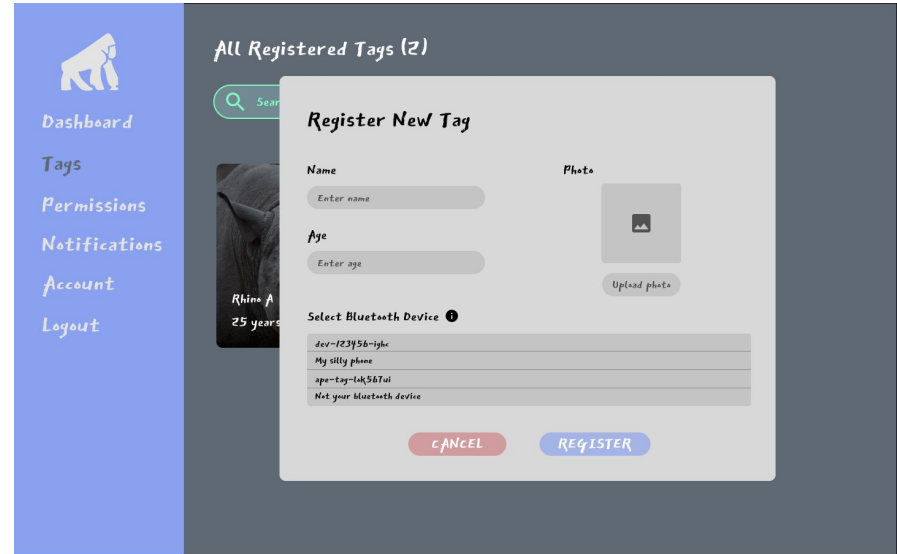 All Registered Tags (2)
Dashboard
Tags
Permissions
Notifications
Account
Logout
Sear
Rhino A
25 years
Register New Tag
Name
Enter name
Age
Enter age
Photo
Upload photo
Select Bluetooth Device
dev-123456-ighc
My silly phone
ape-tag-lok567ui
Not your bluetooth device
CANCEL
REGISTER